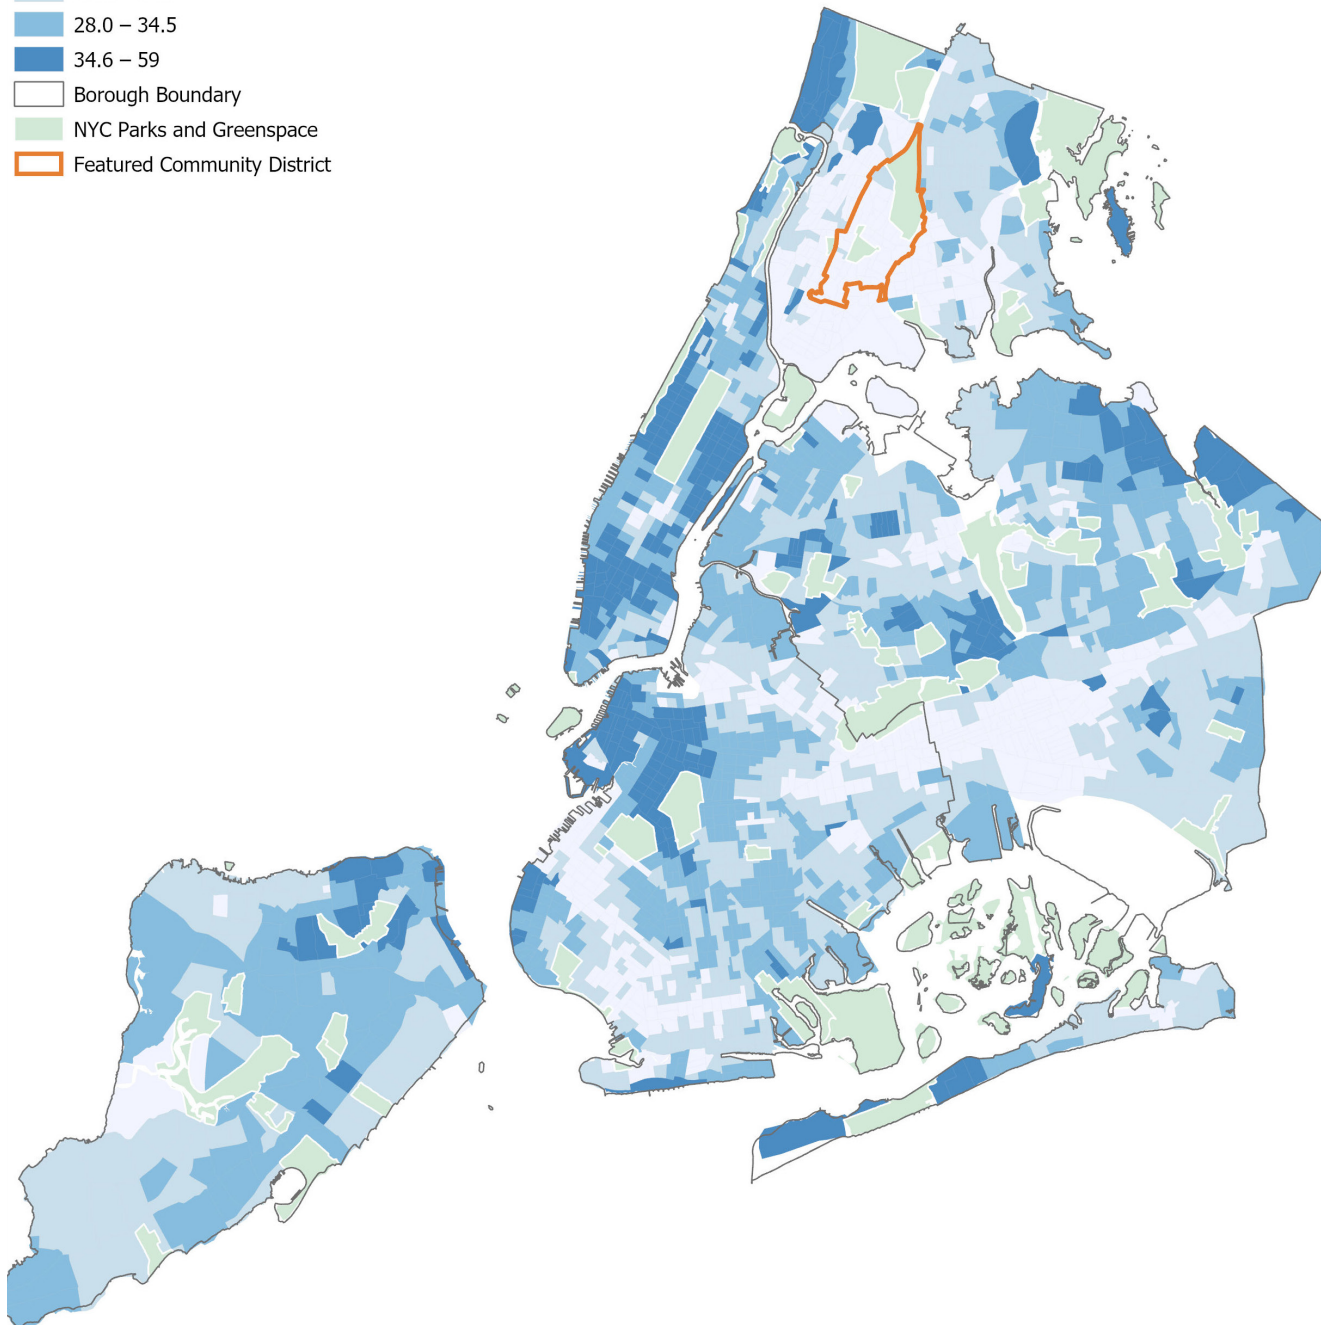 28.0 – 34.5
34.6 – 59
Borough Boundary
NYC Parks and Greenspace
Featured Community District